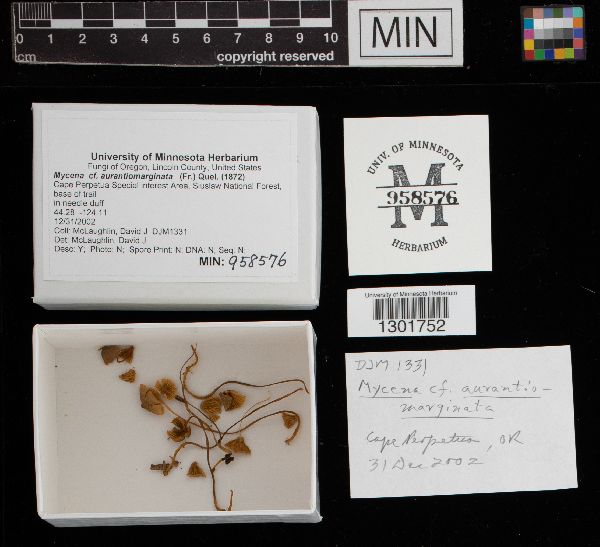 0 1 2 3 4 5 6 7 8 9 10
cm
copyright reserved
MIN
University of Minnesota Herbarium
Fungi of Oregon, Lincoln County, United States
Mycena cf. aurantiomarginata (Fr.) Quel. (1872)
Cape Perpetua Special Interest Area, Siuslaw National Forest,
base of trail
in needle duff
44.28 -124.11
12/31/2002
Coll: McLaughlin, David J DJM1331
Det: McLaughlin, David J
Desc: Y; Photo: N; Spore Print: N; DNA: N; Seq: N
MIN: 958576
UNIV. OF MINNESOTA
M
958576
HERBARIUM
University of Minnesota Herbarium
1301752
DJM 1331
Mycena cf. aurantio-
marginata
Cape Perpetua, OR
31 Dec 2002